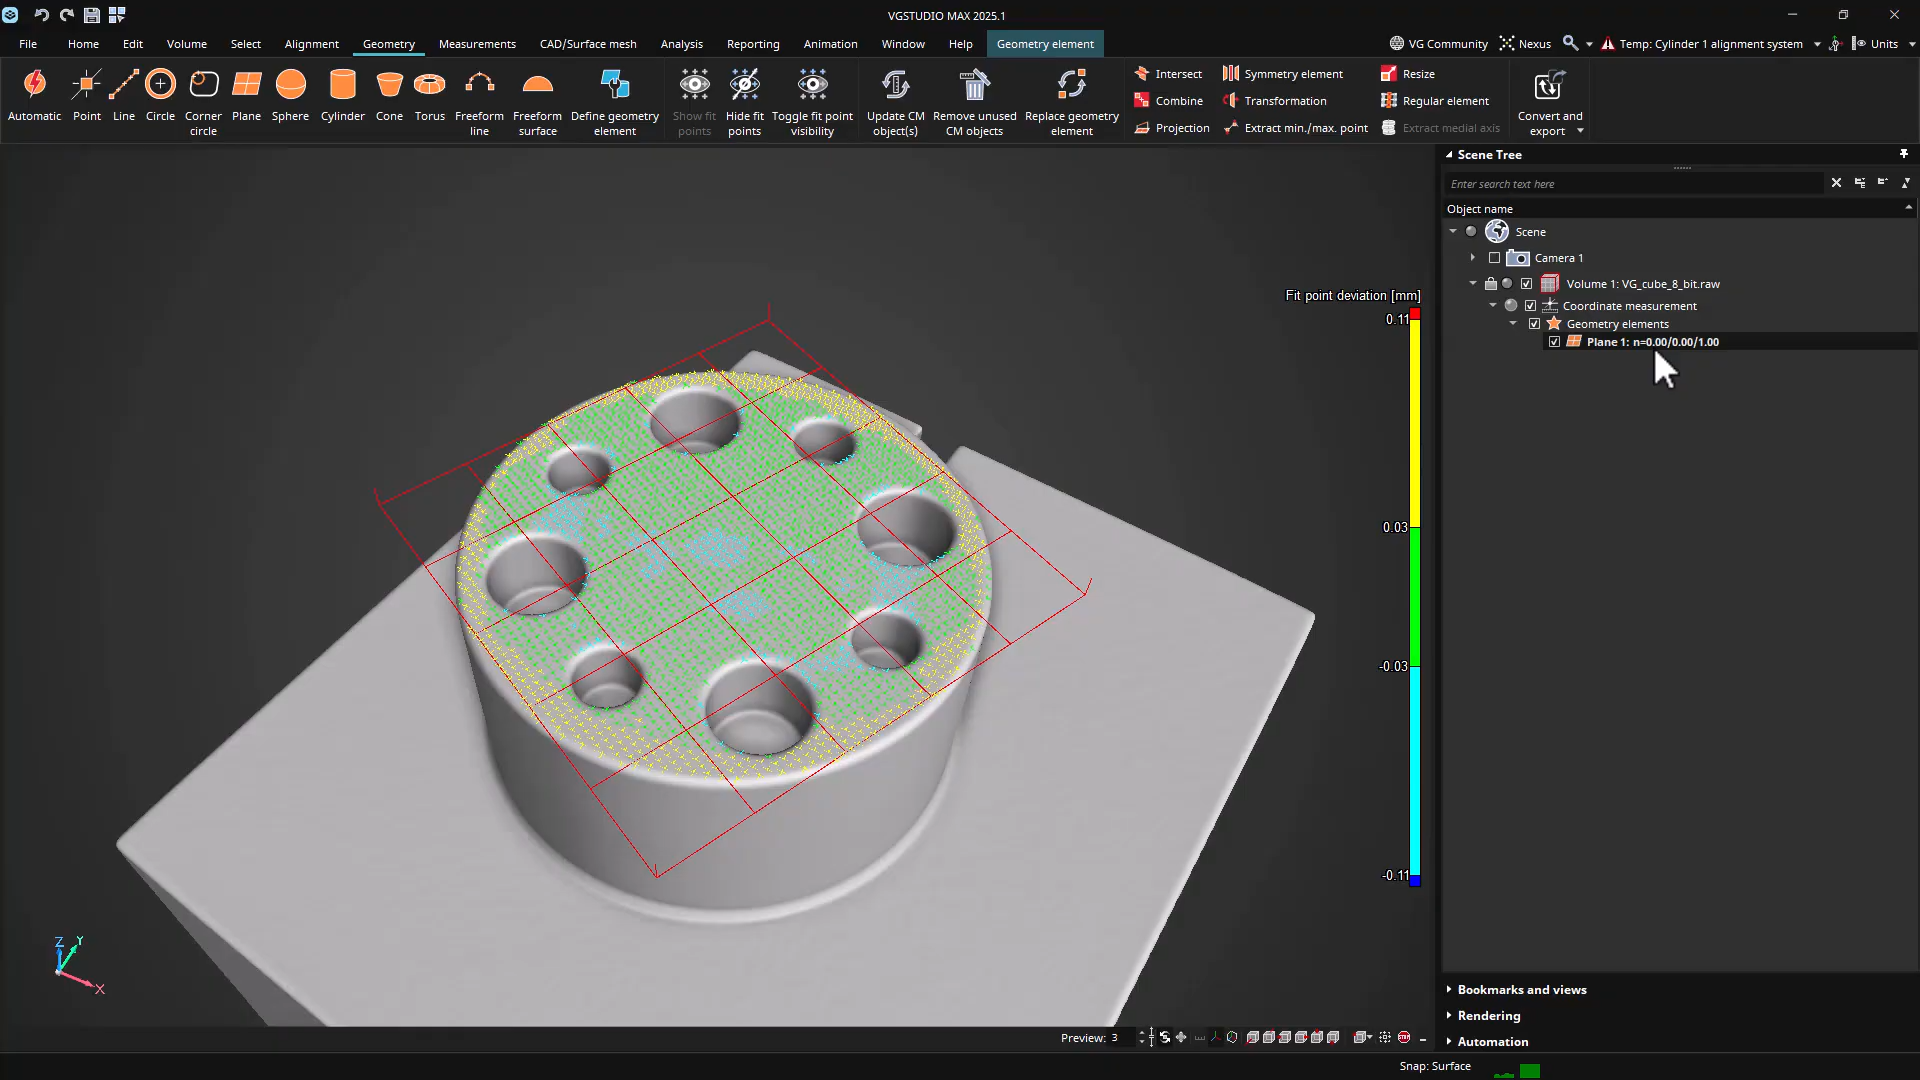 VGSTUDIO MAX 2025.1
File Home Edit Volume Select Alignment Geometry Measurements CAD/Surface mesh Analysis Reporting Animation Window Help Geometry element
VG Community Nexus Temp: Cylinder 1 alignment system Units
Automatic
Point
Line
Circle
Corner
circle
Plane
Sphere
Cylinder
Cone
Torus
Freeform
line
Freeform
surface
Define geometry
element
Show fit
points
Hide fit
points
Toggle fit point
visibility
Update CM
object(s)
Remove unused
CM objects
Replace geometry
element
Intersect
Combine
Projection
Symmetry element
Transformation
Extract min./max. point
Resize
Regular element
Extract medial axis
Convert and
export
Scene Tree
Enter search text here
Object name
Scene
Camera 1
Volume 1: VG_cube_8_bit.raw
Coordinate measurement
Geometry elements
Plane 1: n=0.00/0.00/1.00
Fit point deviation [mm]
0.11
0.03
-0.03
-0.11
Z
Y
X
Bookmarks and views
Rendering
Automation
Preview: 3
STOP
Snap: Surface